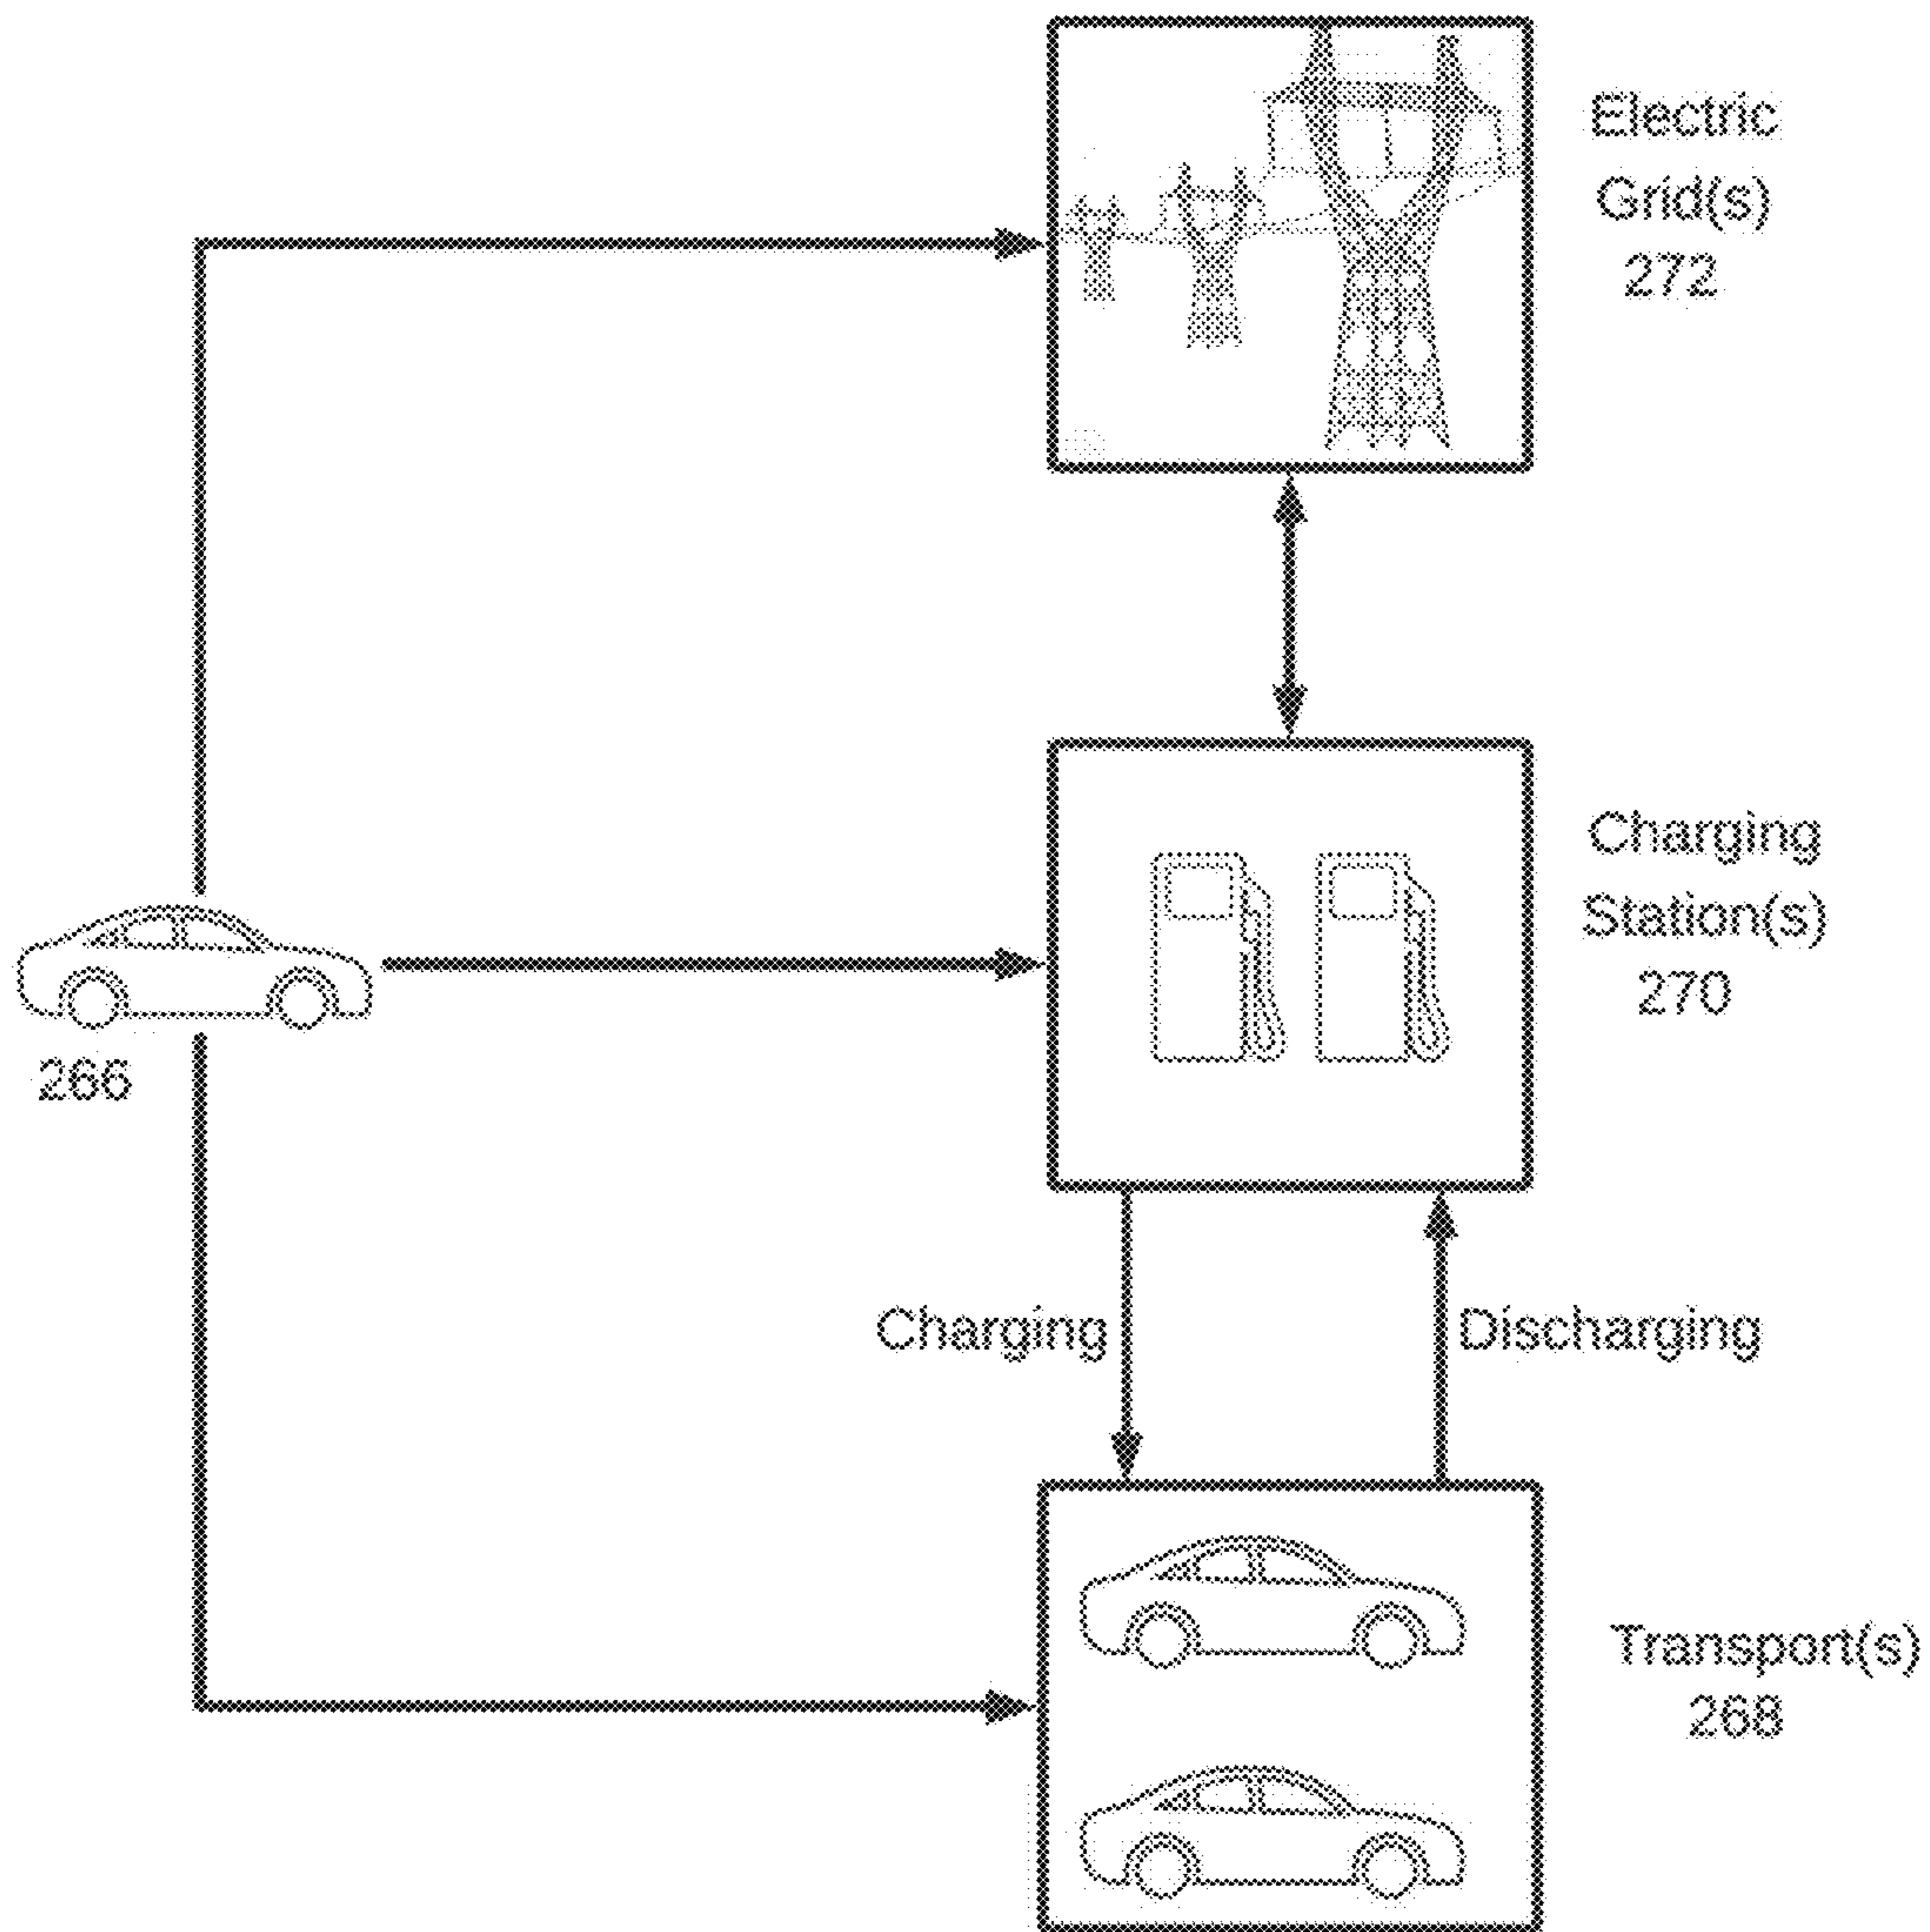 Electric
Grid(s)
272
Charging
Station(s)
270
266
Charging
Discharging
Transport(s)
268